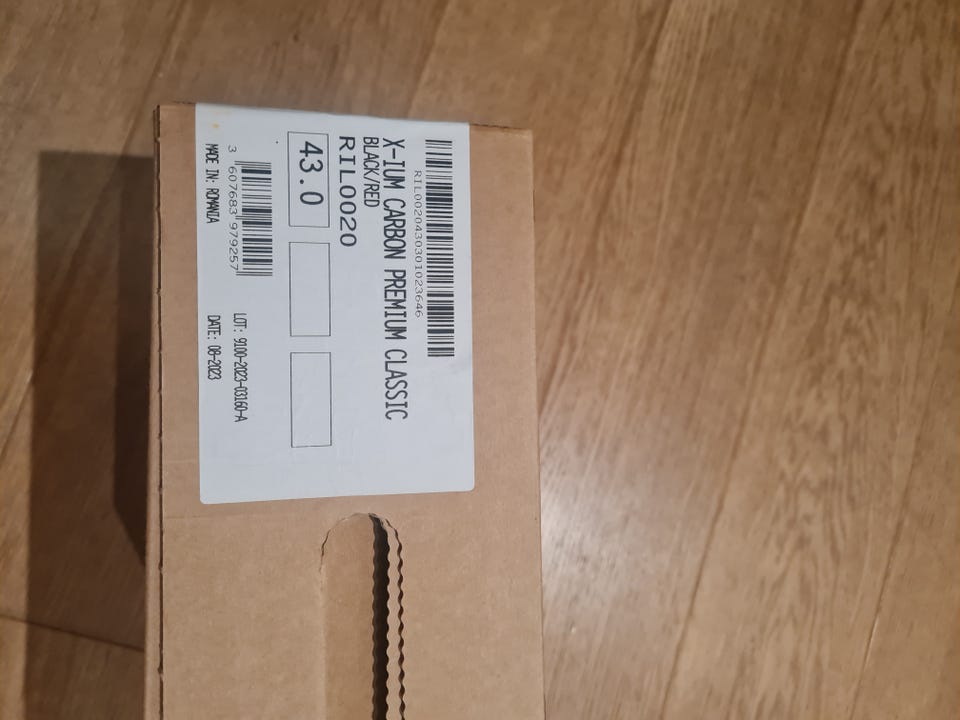 RIL0020430301023646
X-IUM CARBON PREMIUM CLASSIC
BLACK/RED
RIL0020
43.0
3 607683 979257
LOT: 9100-2023-03160-A
MADE IN: ROMANIA
DATE: 08-2023